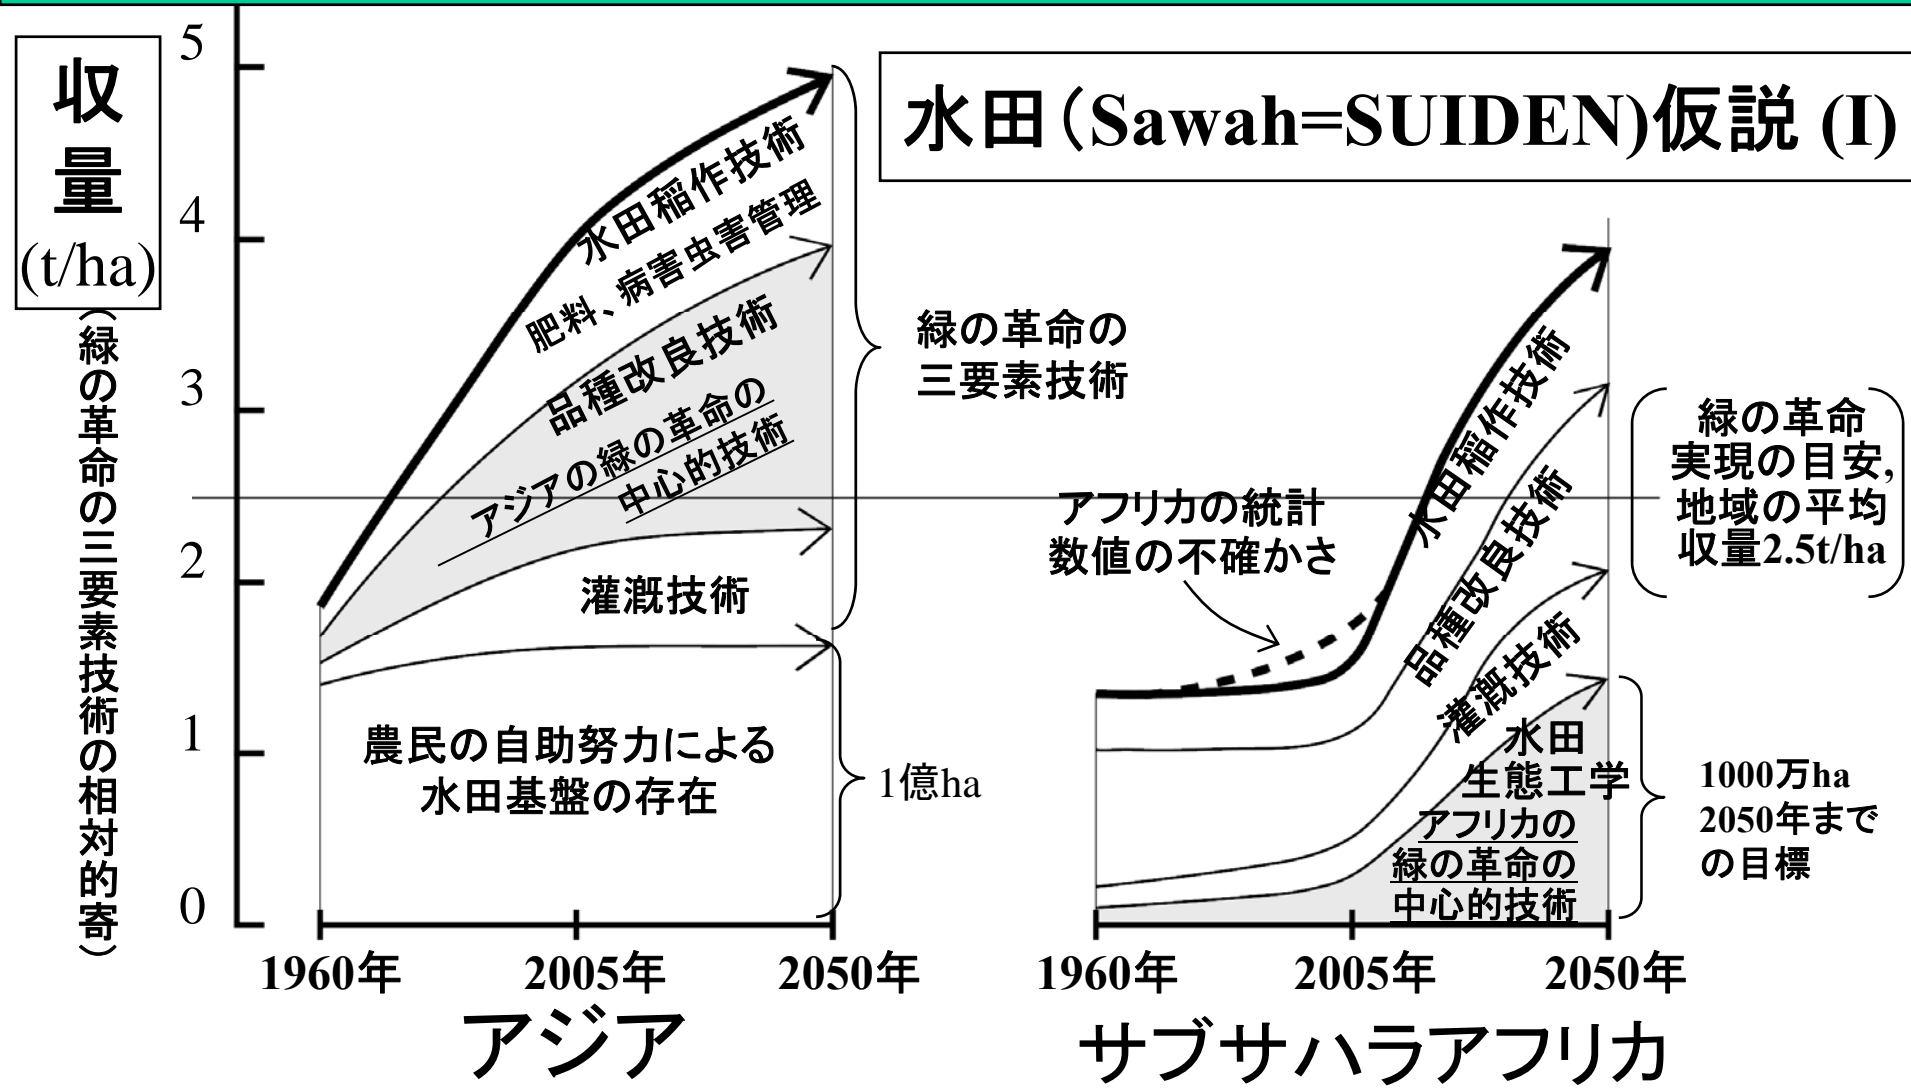 水田（Sawah=SUIDEN)仮説 (I)
収
量
(t/ha)
（緑の革命の三要素技術の相対的寄）
5
4
3
2
1
0
水田稲作技術
肥料、病害虫害管理
品種改良技術
アジアの緑の革命の
中心的技術
灌漑技術
農民の自助努力による
水田基盤の存在
緑の革命の
三要素技術
1億ha
1960年
2005年
2050年
アジア
アフリカの統計
数値の不確かさ
水田稲作技術
品種改良技術
灌漑技術
水田
生態工学
アフリカの
緑の革命の
中心的技術
緑の革命
実現の目安,
地域の平均
収量2.5t/ha
1000万ha
2050年まで
の目標
1960年
2005年
2050年
サブサハラアフリカ